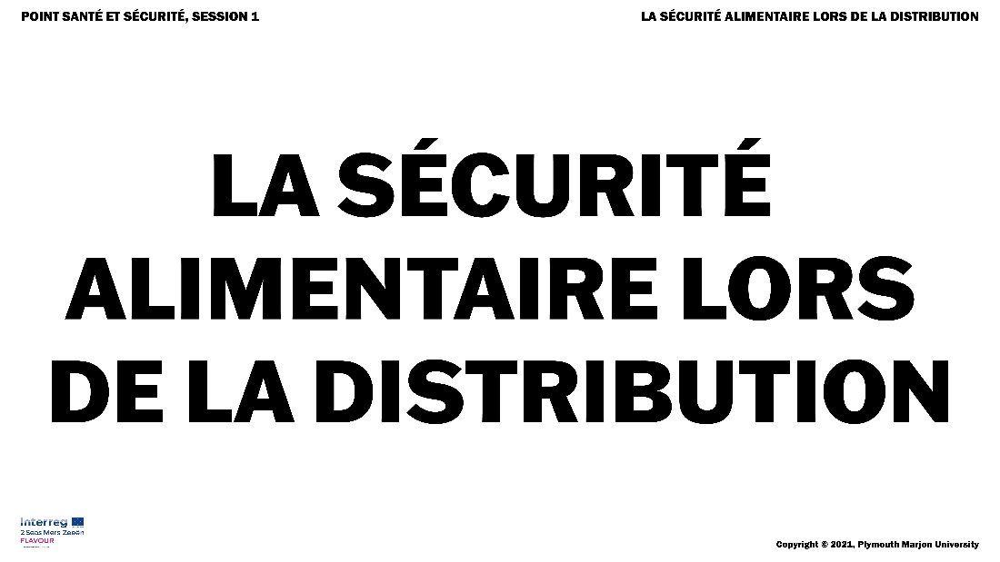 POINT SANTÉ ET SÉCURITÉ, SESSION 1
LA SÉCURITÉ ALIMENTAIRE LORS DE LA DISTRIBUTION
LA SÉCURITÉ
ALIMENTAIRE LORS
DE LA DISTRIBUTION
Interreg
2 Seas Mers Zeeën
FLAVOUR
Copyright © 2021, Plymouth Marjon University